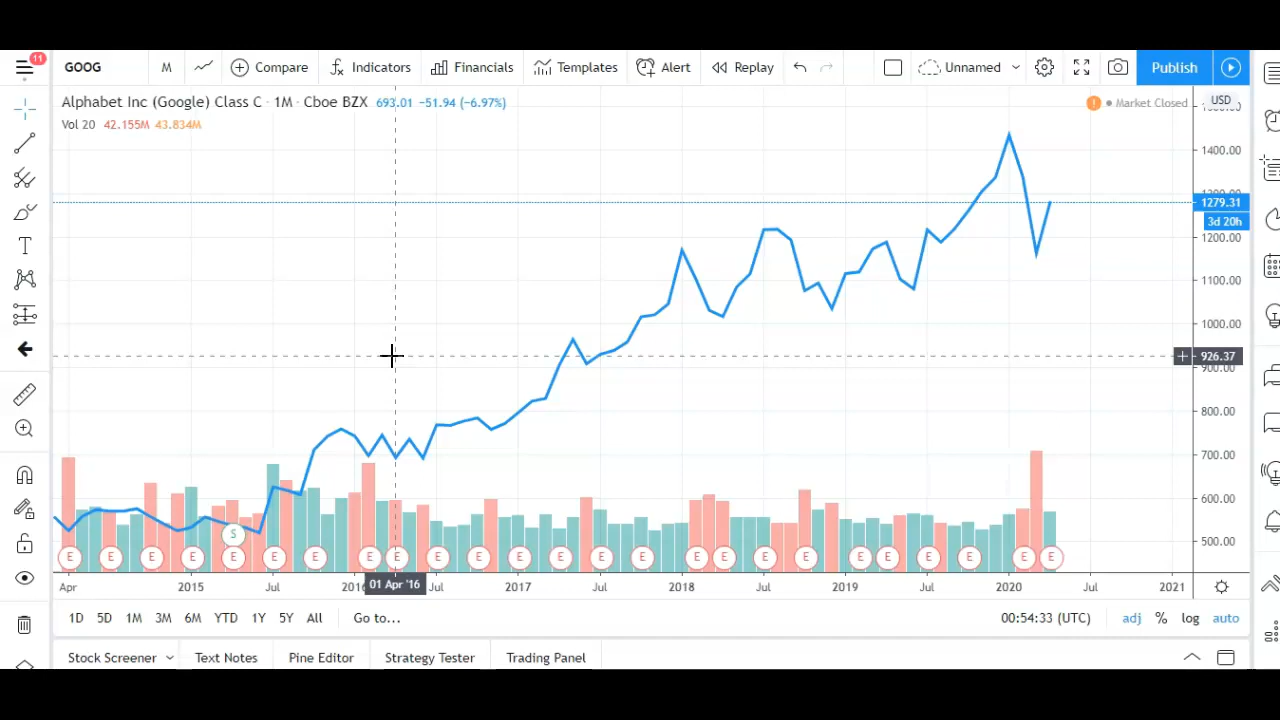 11
GOOG M Compare Indicators Financials Templates Alert Replay Unnamed Publish
Alphabet Inc (Google) Class C · 1M · Cboe BZX 693.01 −51.94 (−6.97%)
Market Closed USD
Vol 20 42.155M 43.834M
1400.00
1279.31
3d 20h
1200.00
1100.00
1000.00
926.37
900.00
800.00
700.00
600.00
500.00
S
E E E E E E E E E E E E E E E E E E E E E E E E E
Apr 2015 Jul 2016 01 Apr '16 Jul 2017 Jul 2018 Jul 2019 Jul 2020 Jul 2021
1D 5D 1M 3M 6M YTD 1Y 5Y All Go to... 00:54:33 (UTC) adj % log auto
Stock Screener Text Notes Pine Editor Strategy Tester Trading Panel